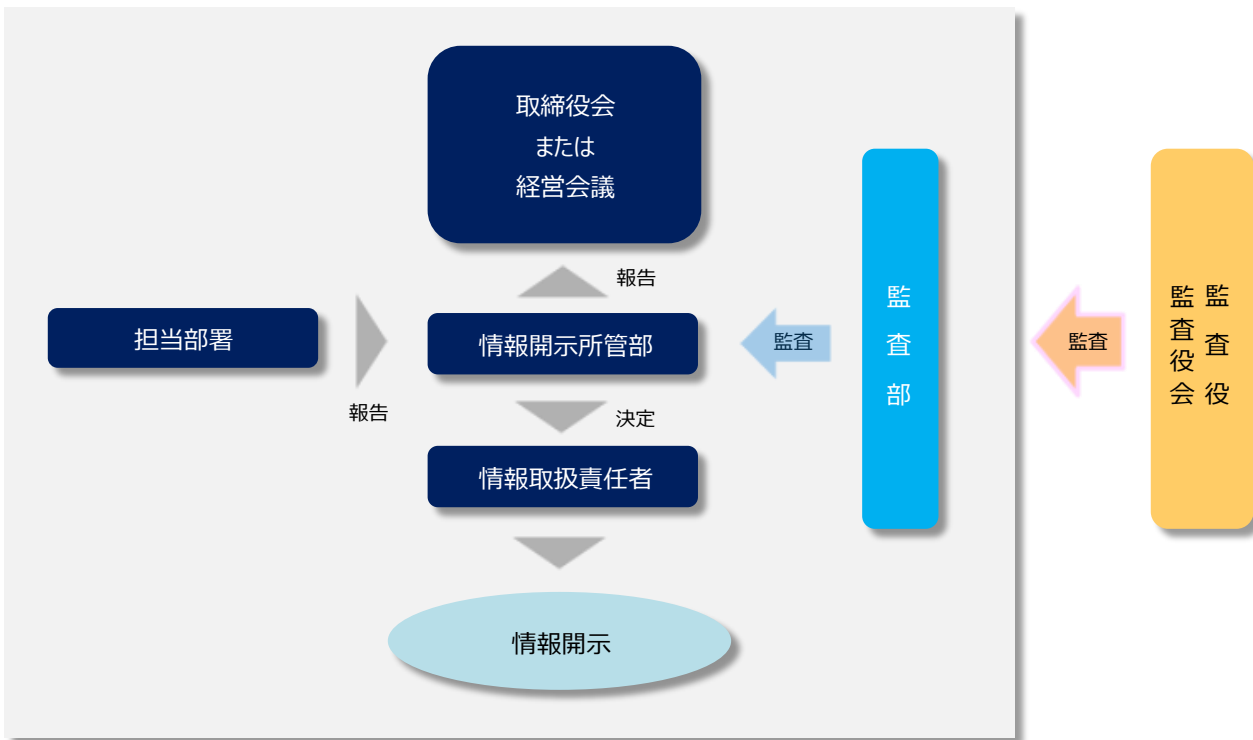 取締役会
または
経営会議
報告
担当部署
報告
情報開示所管部
決定
情報取扱責任者
情報開示
監査
監査部
監査
監査役
監査役会